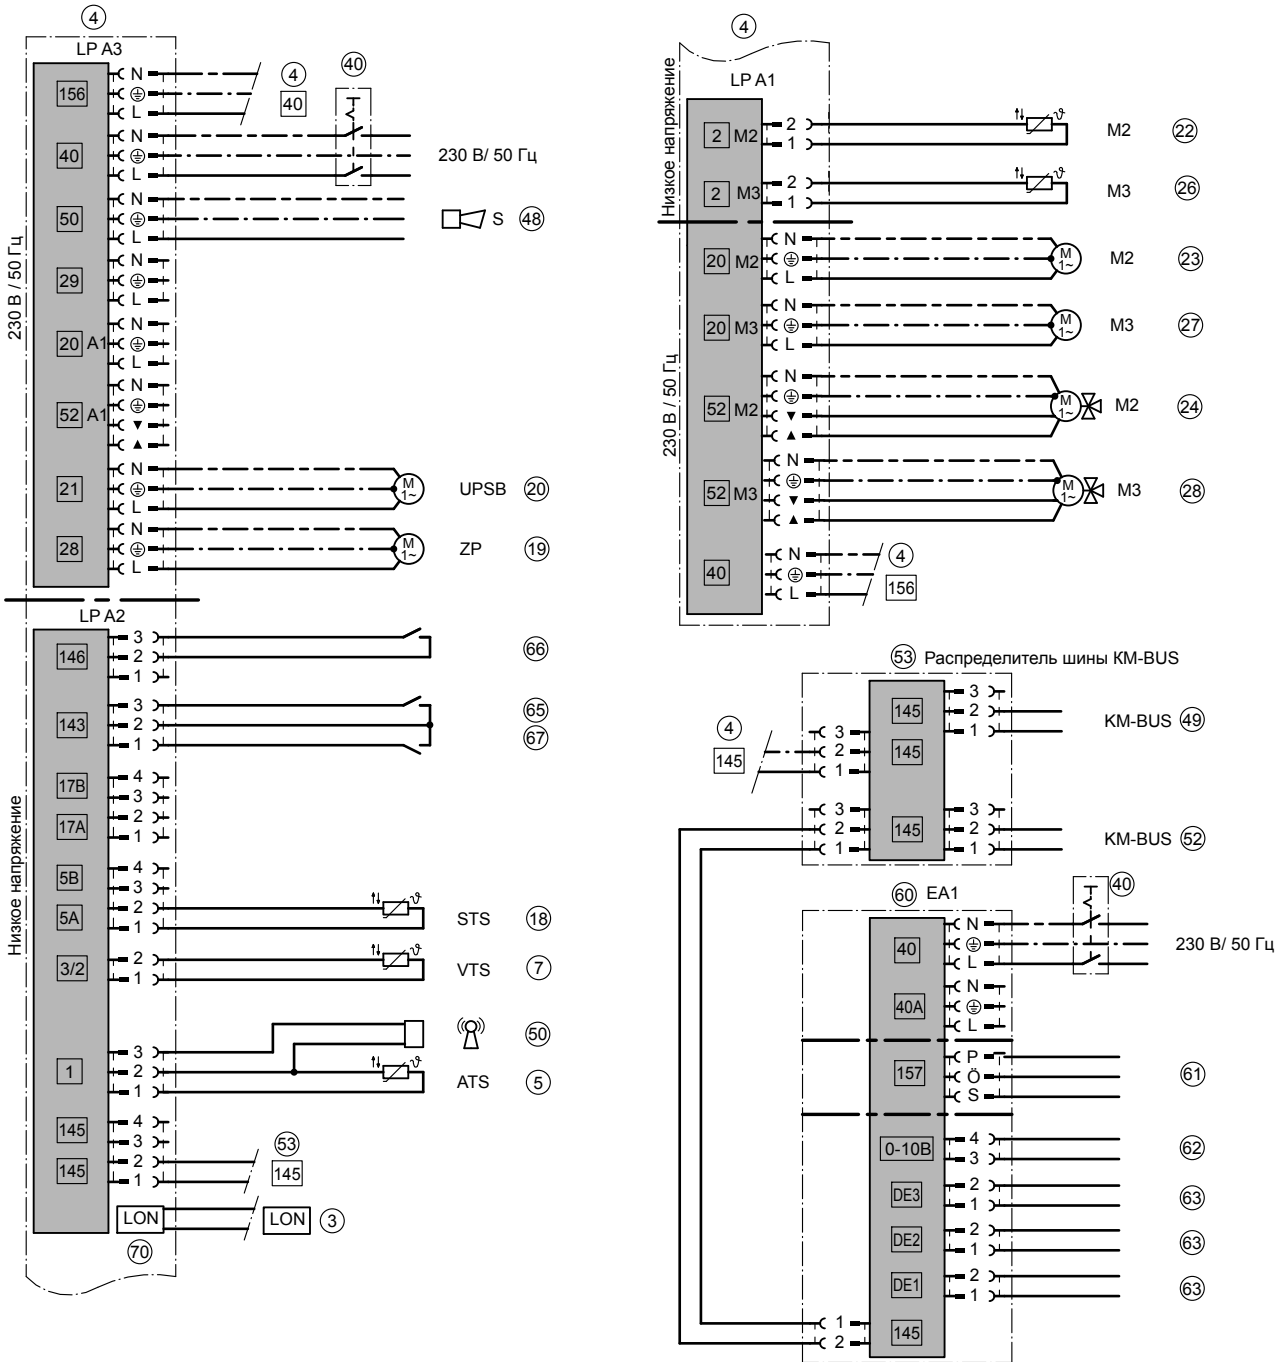 4
LP A3
230 В / 50 Гц
156 N L
4
40
40
40 N L
230 В/ 50 Гц
50 N L
S 48
29 N L
20 A1 N L
52 A1 N
21 N L
M 1~
UPSB 20
28 N L
M 1~
ZP 19
LP A2
Низкое напряжение
146 3 2 1
66
143 3 2 1
65
67
17B 4 3
17A 2 1
5B 4 3
5A 2 1
STS 18
3/2 2 1
VTS 7
50
1 3 2 1
ATS 5
145 4 3
145 2 1
53
145
LON LON 3
70
4
Низкое напряжение
LP A1
2 M2 2 1
M2 22
2 M3 2 1
M3 26
230 В / 50 Гц
20 M2 N L
M 1~
M2 23
20 M3 N L
M 1~
M3 27
52 M2 N
M 1~
M2 24
52 M3 N
M 1~
M3 28
40 N L
4
156
53 Распределитель шины KM-BUS
145 3 2 1
KM-BUS 49
4
145
3 2 1 145
3 2 1 145 3 2 1
KM-BUS 52
60 EA1
40
40 N L
230 В/ 50 Гц
40A N L
157 P Ö S
61
0-10В 4 3
62
DE3 2 1
63
DE2 2 1
63
DE1 2 1
63
1 2 145